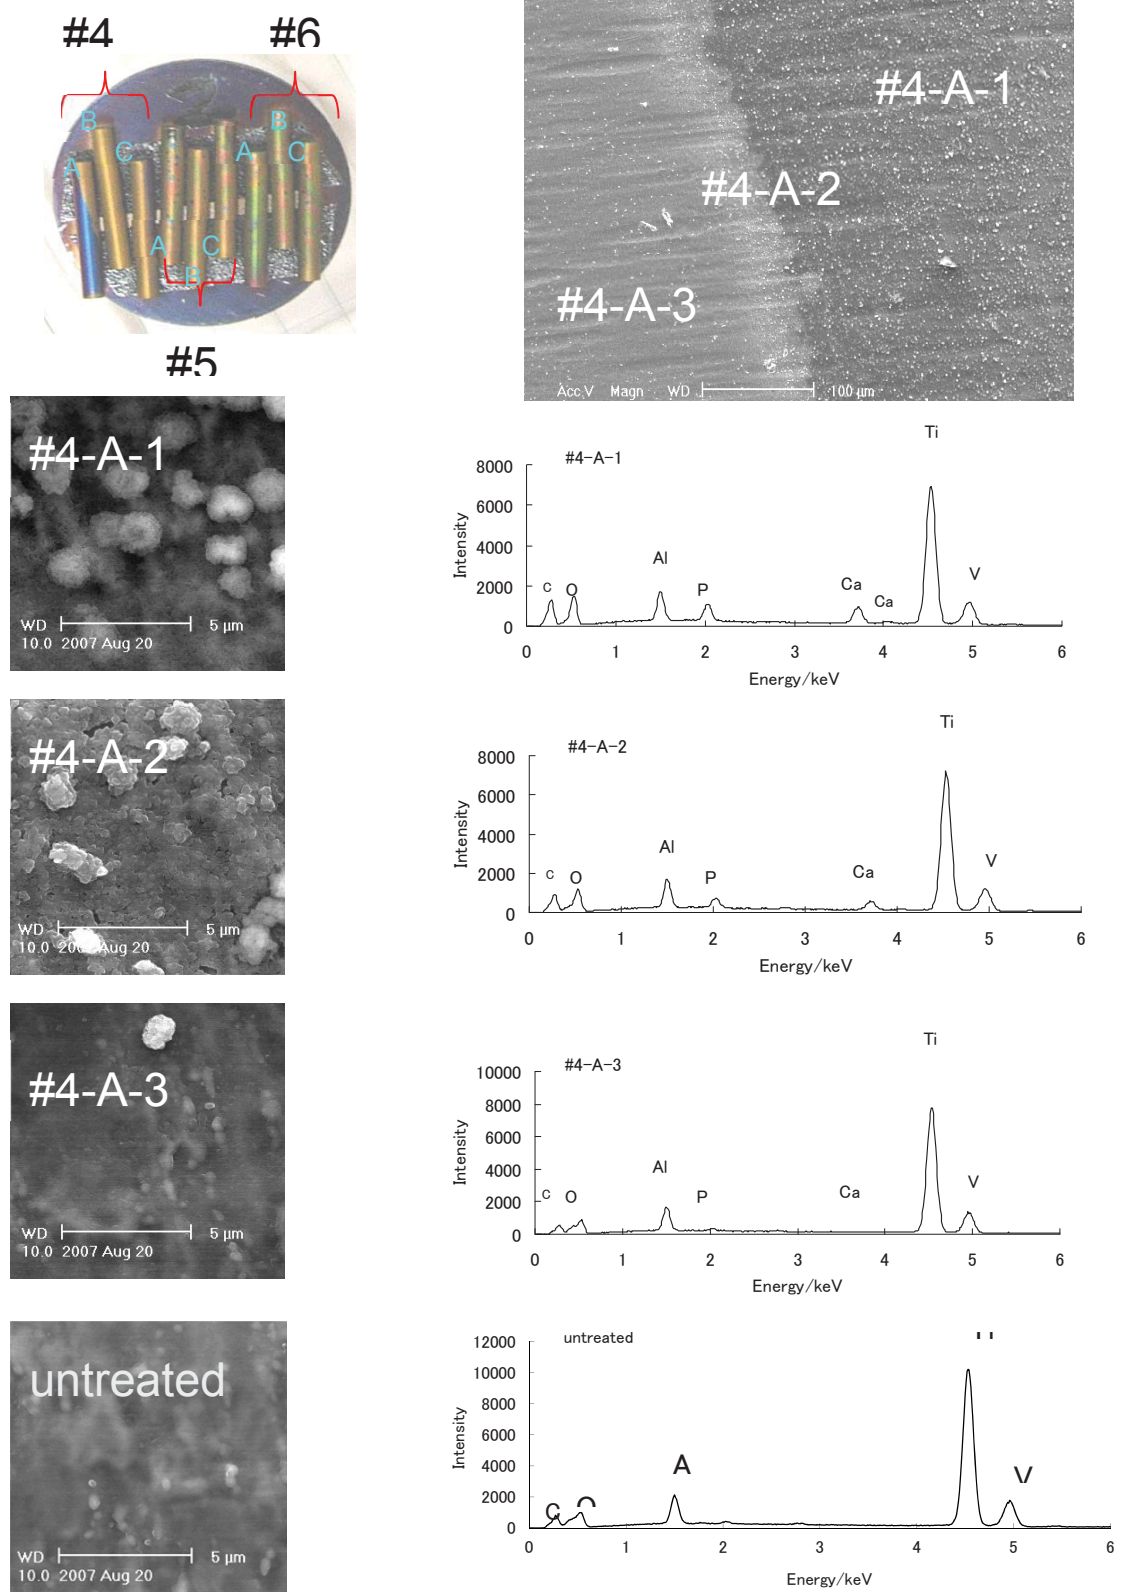 #4
#6
B
B
C
A
C
A
A
C
B
#5
#4-A-1
#4-A-2
#4-A-3
Acc.V Magn WD 100 µm
#4-A-1
WD 5 µm
10.0 2007 Aug 20
Ti
8000
#4-A-1
6000
4000
2000
0
Intensity
C
O
Al
P
Ca
Ca
V
0 1 2 3 4 5 6
Energy/keV
#4-A-2
WD 5 µm
10.0 2007 Aug 20
Ti
8000
#4-A-2
6000
4000
2000
0
Intensity
C
O
Al
P
Ca
V
0 1 2 3 4 5 6
Energy/keV
#4-A-3
WD 5 µm
10.0 2007 Aug 20
Ti
10000
#4-A-3
8000
6000
4000
2000
0
Intensity
C
O
Al
P
Ca
V
0 1 2 3 4 5 6
Energy/keV
untreated
WD 5 µm
12000
untreated
10000
8000
6000
4000
2000
0
Intensity
C
O
A
V
0 1 2 3 4 5 6
Energy/keV